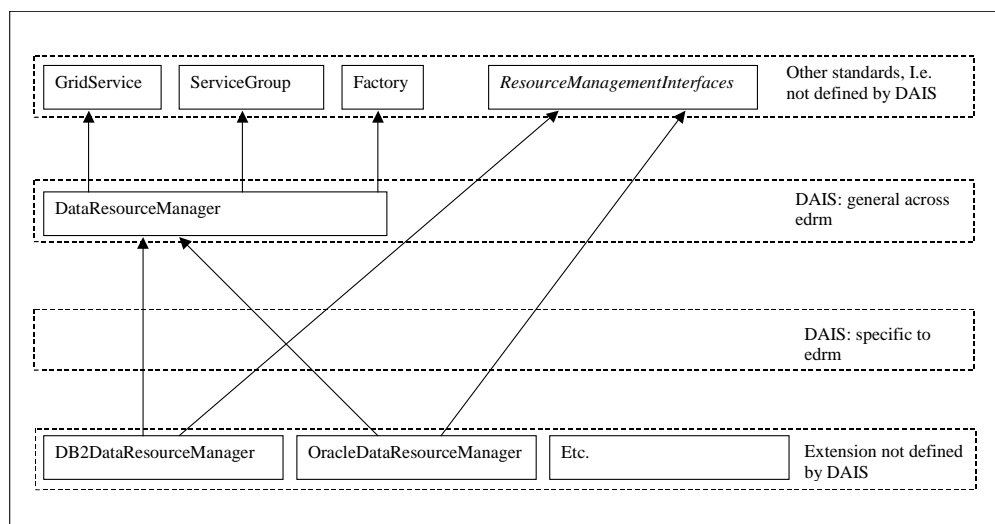 GridService
ServiceGroup
Factory
ResourceManagementInterfaces
Other standards, I.e.
not defined by DAIS
DataResourceManager
DAIS: general across
edrm
DAIS: specific to
edrm
DB2DataResourceManager
OracleDataResourceManager
Etc.
Extension not defined
by DAIS